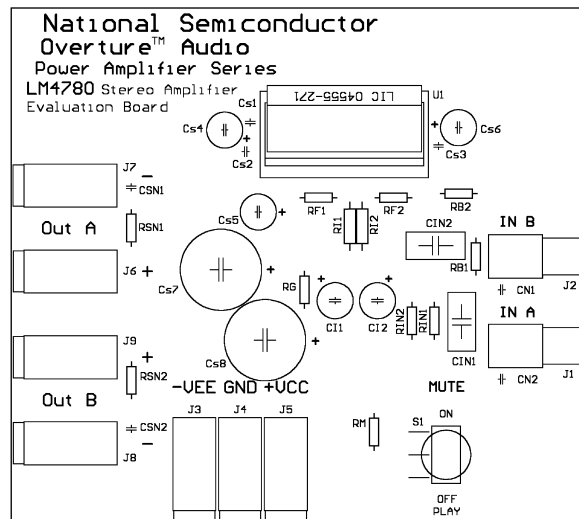 National Semiconductor
Overture™ Audio
Power Amplifier Series
LM4780 Stereo Amplifier
Evaluation Board
LIC 04555-271
U1
Cs1
Cs4
+
Cs2
+
Cs6
Cs3
J7
-
CSN1
RSN1
Out A
J6
+
Cs5
+
RF1
RI1
RI2
RF2
RB2
CIN2
RB1
IN B
J2
CN1
Cs7
+
RG
+
CI1
+
CI2
RIN2
RIN1
CIN1
IN A
J1
CN2
J9
+
RSN2
Cs8
+
Out B
CSN2
-
J8
-VEE GND +VCC
J3
J4
J5
RM
MUTE
S1
ON
OFF
PLAY